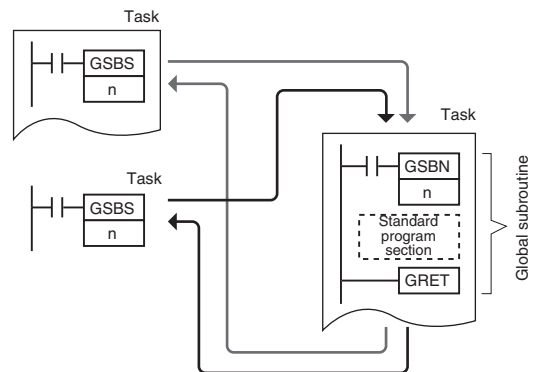 Task
GSBS
n
Task
GSBS
n
Task
GSBN
n
Standard
program
section
GRET
Global subroutine